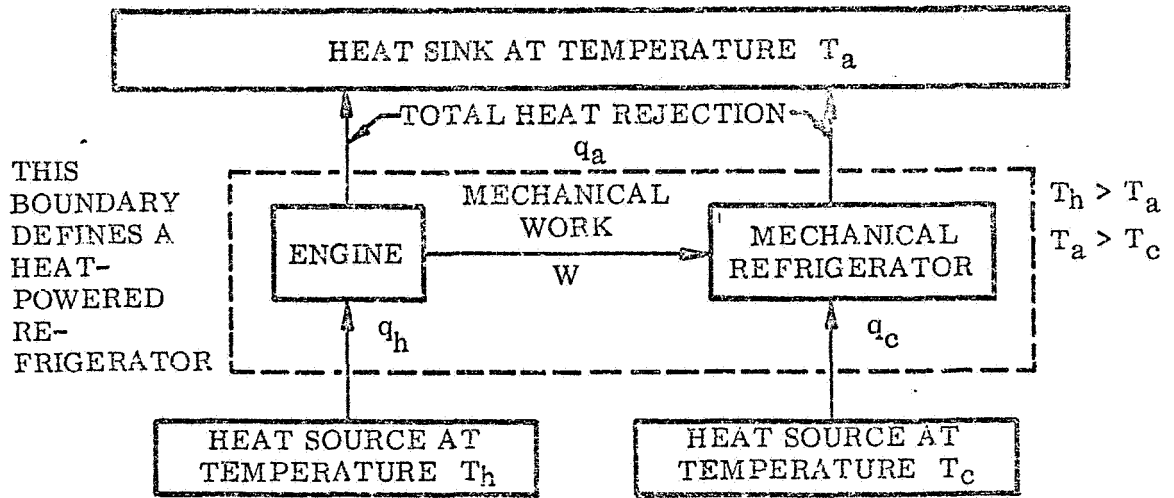 HEAT SINK AT TEMPERATURE Ta
TOTAL HEAT REJECTION
qa
THIS
BOUNDARY
DEFINES A
HEAT-
POWERED
RE-
FRIGERATOR
MECHANICAL
WORK
W
ENGINE
MECHANICAL
REFRIGERATOR
Th > Ta
Ta > Tc
qh
qc
HEAT SOURCE AT
TEMPERATURE Th
HEAT SOURCE AT
TEMPERATURE Tc